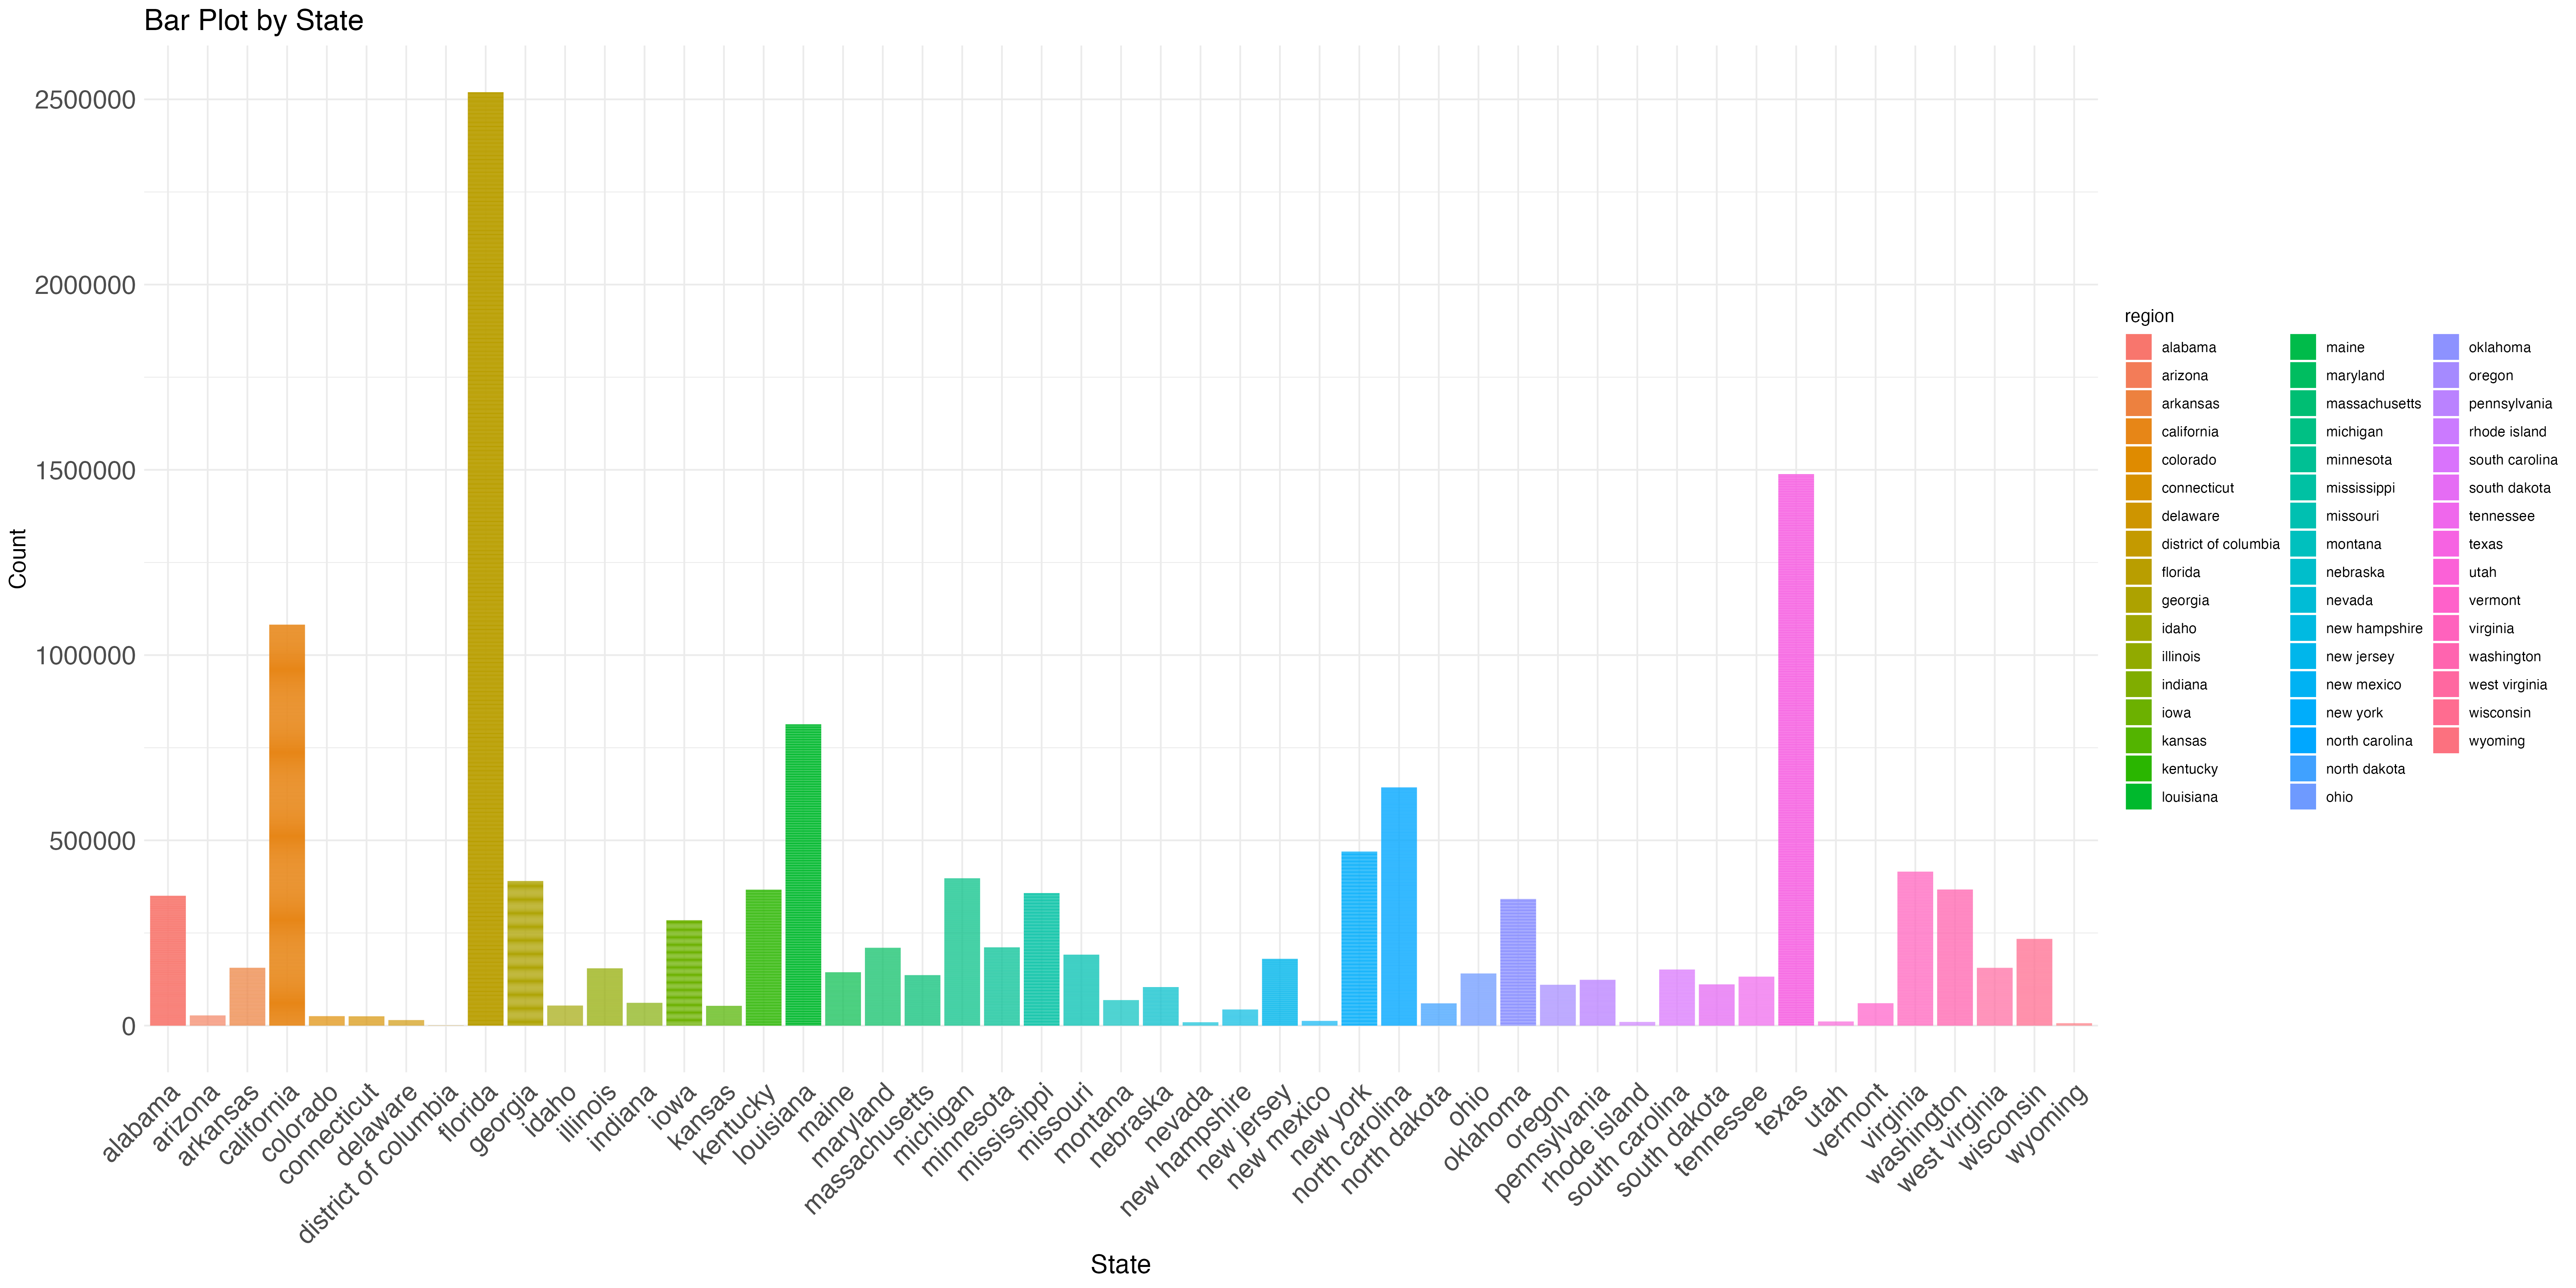 Bar Plot by State
2500000
2000000
1500000
1000000
500000
0
Count
alabama
arizona
arkansas
california
colorado
connecticut
delaware
district of columbia
florida
georgia
idaho
illinois
indiana
iowa
kansas
kentucky
louisiana
maine
maryland
massachusetts
michigan
minnesota
mississippi
missouri
montana
nebraska
nevada
new hampshire
new jersey
new mexico
new york
north carolina
north dakota
ohio
oklahoma
oregon
pennsylvania
rhode island
south carolina
south dakota
tennessee
texas
utah
vermont
virginia
washington
west virginia
wisconsin
wyoming
State
region
alabama
arizona
arkansas
california
colorado
connecticut
delaware
district of columbia
florida
georgia
idaho
illinois
indiana
iowa
kansas
kentucky
louisiana
maine
maryland
massachusetts
michigan
minnesota
mississippi
missouri
montana
nebraska
nevada
new hampshire
new jersey
new mexico
new york
north carolina
north dakota
ohio
oklahoma
oregon
pennsylvania
rhode island
south carolina
south dakota
tennessee
texas
utah
vermont
virginia
washington
west virginia
wisconsin
wyoming